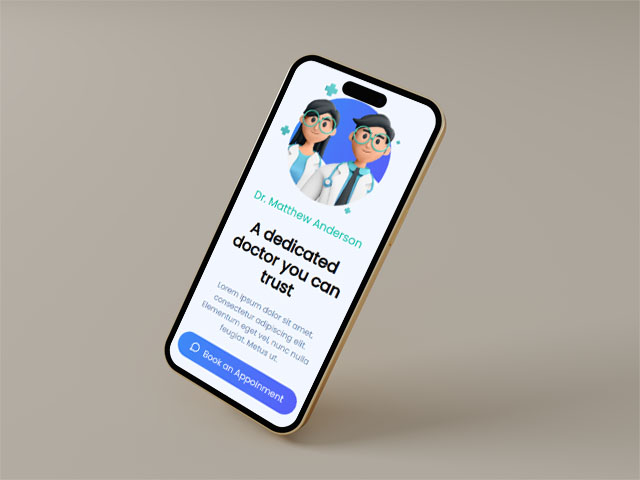 Dr. Matthew Anderson
A dedicated
doctor you can
trust
Lorem ipsum dolor sit amet,
consectetur adipiscing elit.
Elementum eget vel, nunc nulla
feugiat. Metus ut.
Book an Appoinment